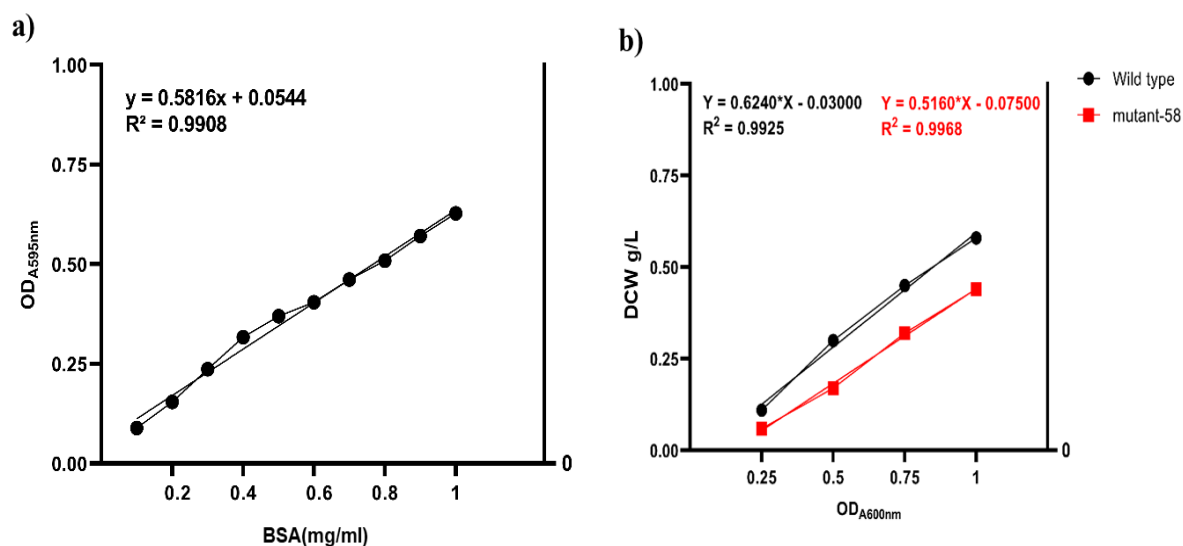 a)
y = 0.5816x + 0.0544
R² = 0.9908
1.00
0.75
0.50
0.25
0.00
OD A595nm
0.2 0.4 0.6 0.8 1
0
BSA(mg/ml)
b)
Wild type
mutant-58
Y = 0.6240*X - 0.03000
R² = 0.9925
Y = 0.5160*X - 0.07500
R² = 0.9968
1.00
0.75
0.50
0.25
0.00
DCW g/L
0.25 0.5 0.75 1
0
OD A600nm